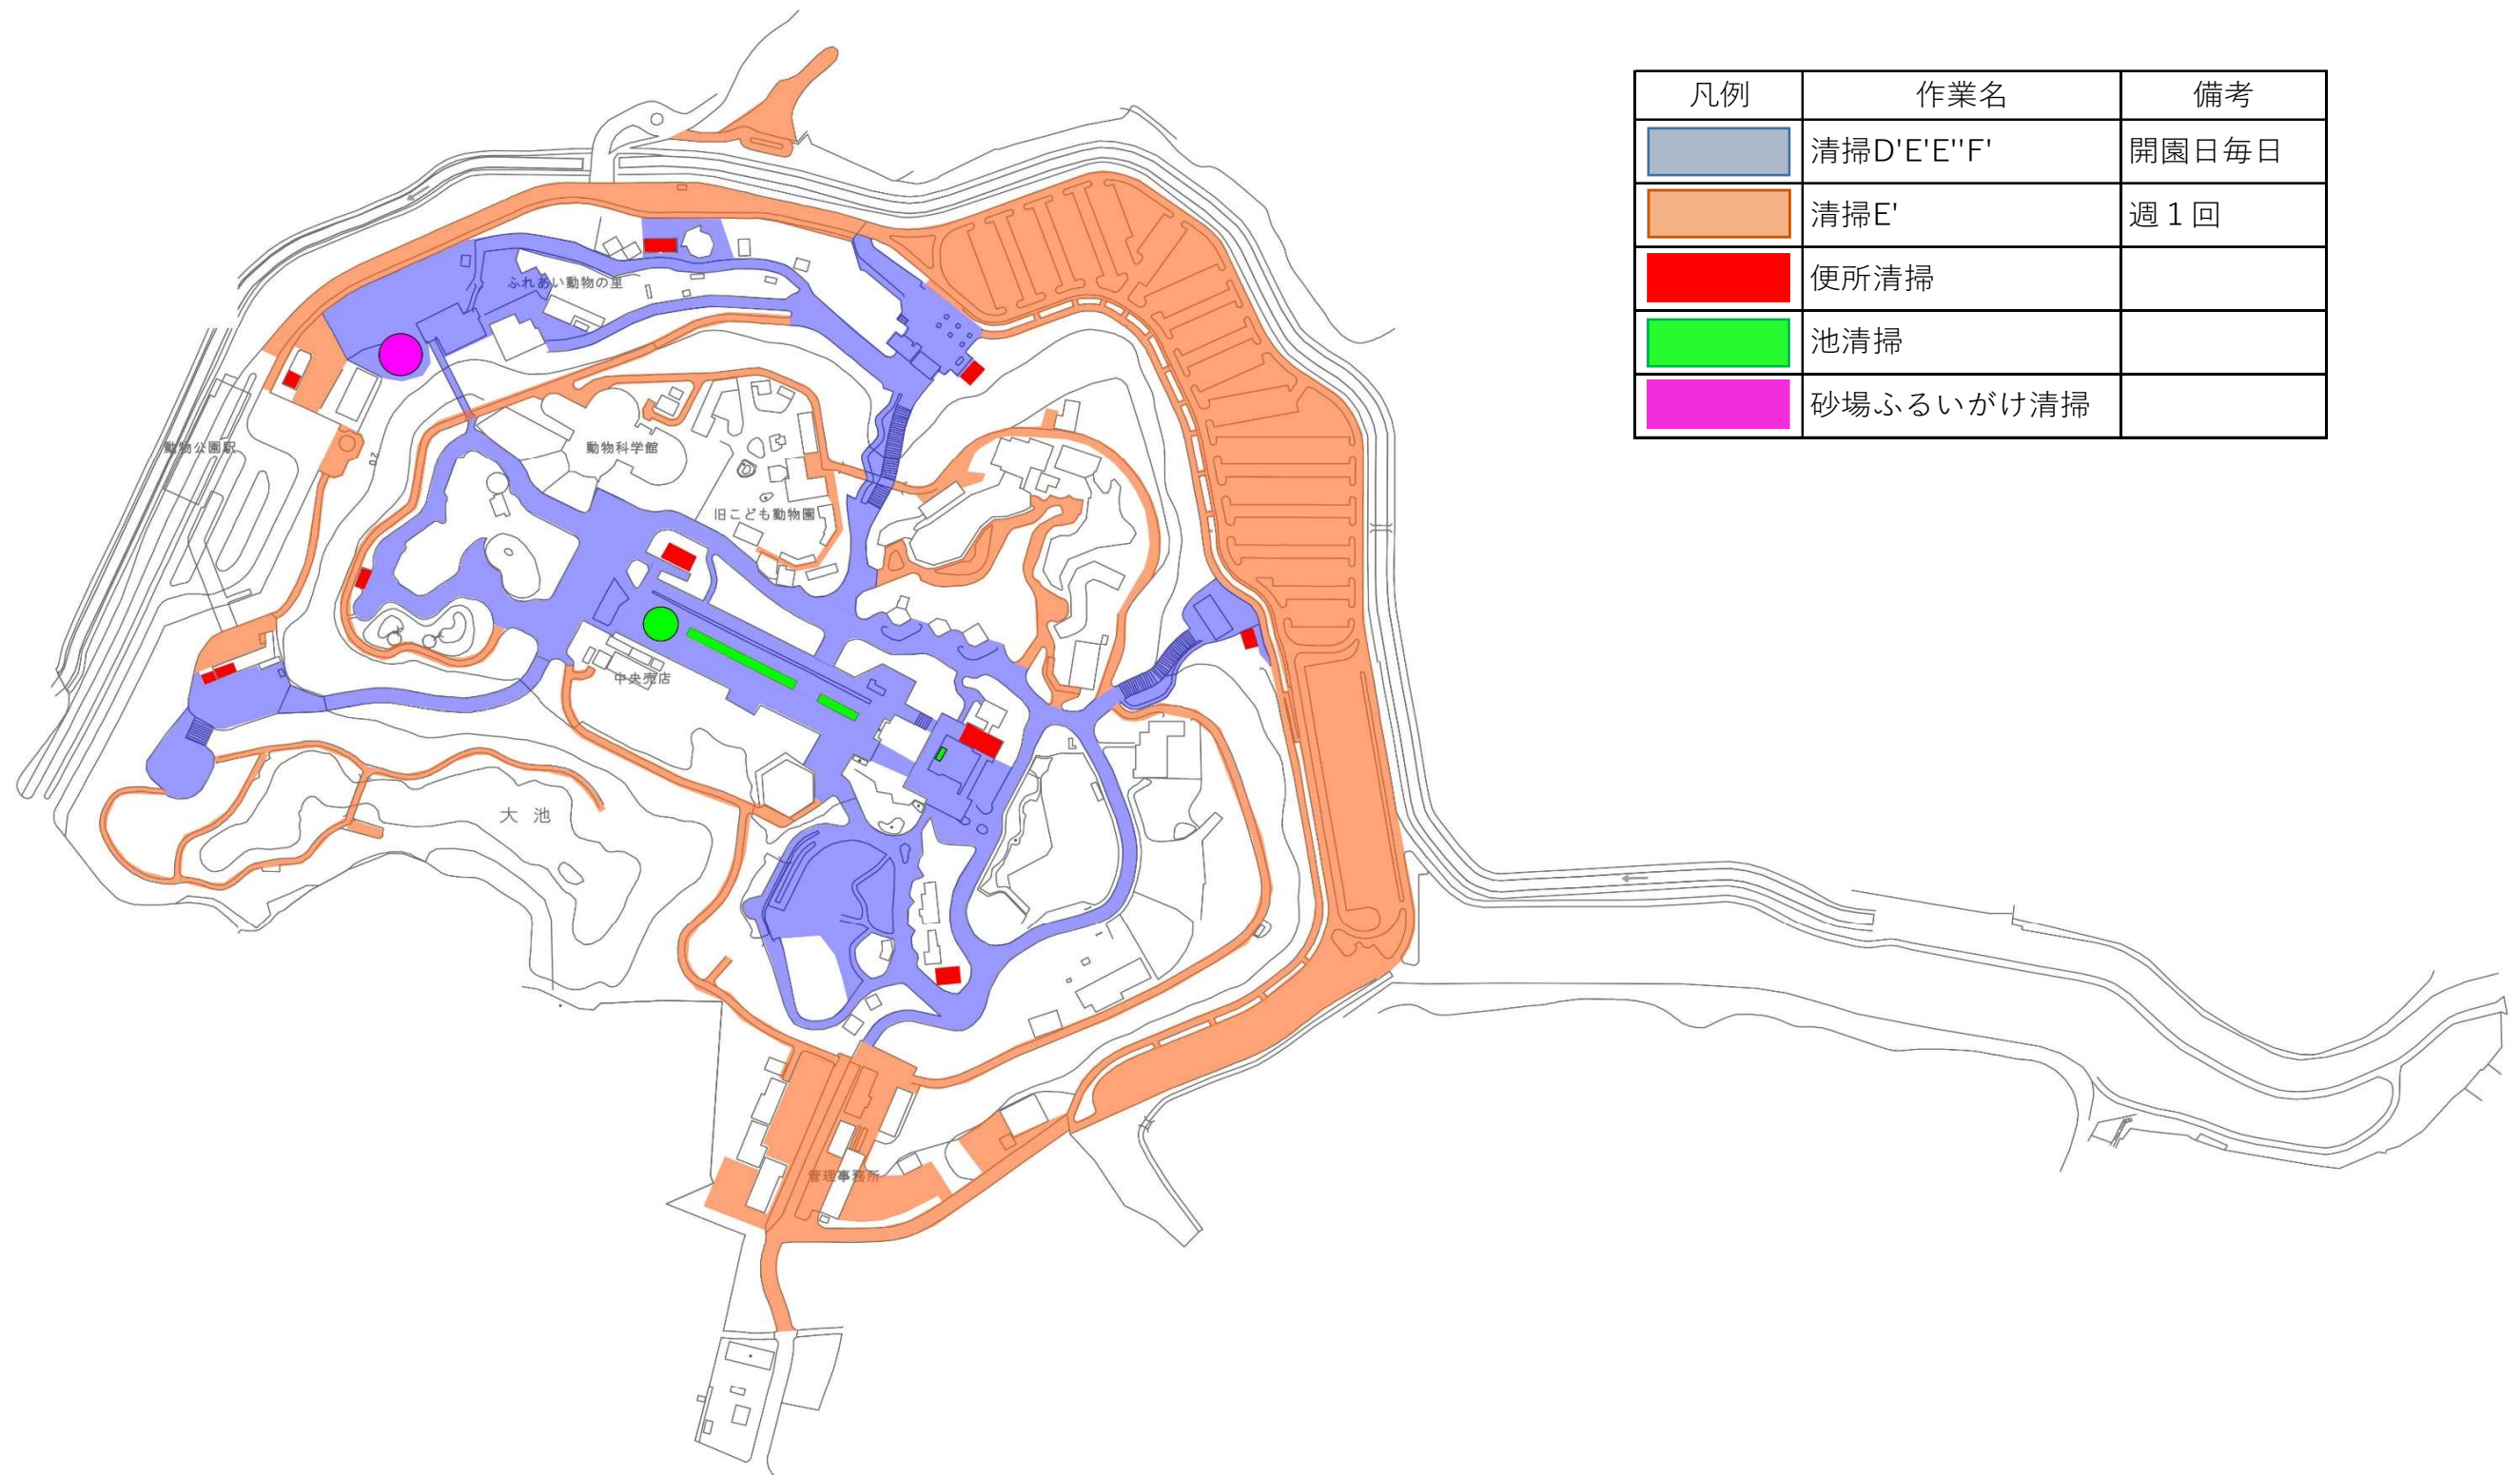 凡例 作業名 備考
清掃D'E'E''F' 開園日毎日
清掃E' 週１回
便所清掃
池清掃
砂場ふるいがけ清掃
ふれあい動物の里
動物公園駅
20
動物科学館
旧こども動物園
中央売店
大池
管理事務所